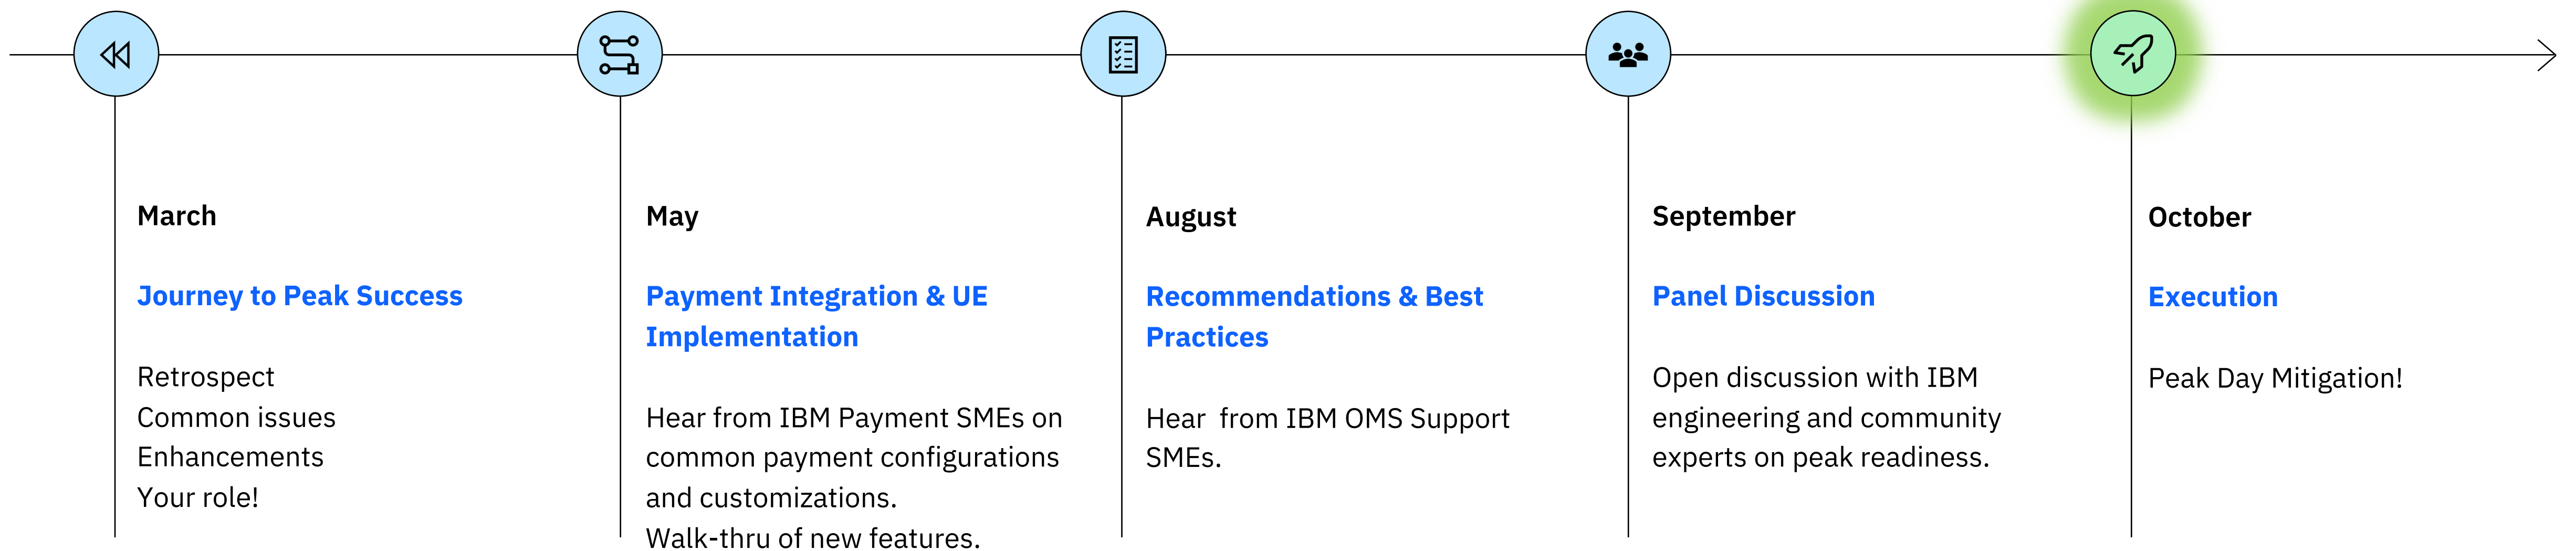 March
Journey to Peak Success
Retrospect
Common issues
Enhancements
Your role!
May
Payment Integration & UE
Implementation
Hear from IBM Payment SMEs on
common payment configurations
and customizations.
Walk-thru of new features.
August
Recommendations & Best
Practices
Hear  from IBM OMS Support
SMEs.
September
Panel Discussion
Open discussion with IBM
engineering and community
experts on peak readiness.
October
Execution
Peak Day Mitigation!